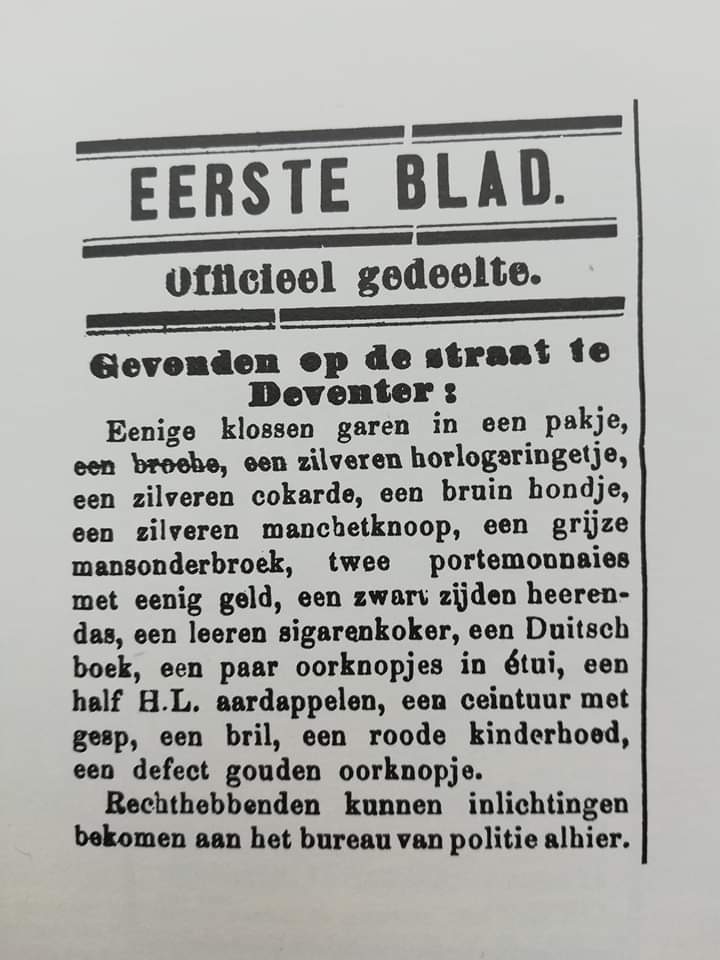 EERSTE BLAD.
Officieel gedeelte.
Gevonden op de straat te
Deventer:
Eenige klossen garen in een pakje,
een broche, een zilveren horlogeringetje,
een zilveren cokarde, een bruin hondje,
een zilveren manchetknoop, een grijze
mansonderbroek, twee portemonnaies
met eenig geld, een zwart zijden heeren-
das, een leeren sigarenkoker, een Duitsch
boek, een paar oorknopjes in étui, een
half H.L. aardappelen, een ceintuur met
gesp, een bril, een roode kinderhoed,
een defect gouden oorknopje.
Rechthebbenden kunnen inlichtingen
bekomen aan het bureau van politie alhier.